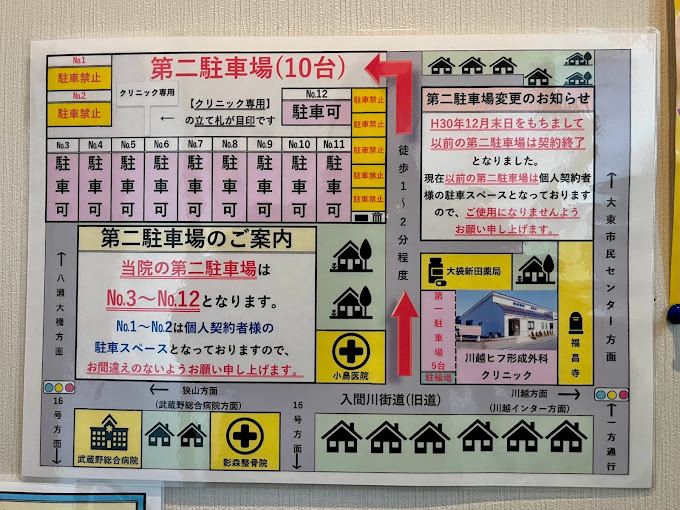 第二駐車場(10台)
No.1
駐車禁止
No.2
駐車禁止
クリニック専用
【クリニック専用】
の立て札が目印です
←
No.12
駐車可
駐車禁止
駐車禁止
駐車禁止
駐車禁止
駐車禁止
No.3 No.4 No.5 No.6 No.7 No.8 No.9 No.10 No.11
駐車可 駐車可 駐車可 駐車可 駐車可 駐車可 駐車可 駐車可 駐車可
徒歩1～2分程度
第二駐車場変更のお知らせ
H30年12月末日をもちまして
以前の第二駐車場は契約終了
となりました。
現在以前の第二駐車場は個人契約者
様の駐車スペースとなっております
ので、ご使用になりませんよう
お願い申し上げます。
↑大東市民センター方面
第二駐車場のご案内
当院の第二駐車場は
No.3～No.12となります。
No.1～No.2は個人契約者様の
駐車スペースとなっておりますので、
お間違えのないようお願い申し上げます。
↑八瀬大橋方面
小島医院
大袋新田薬局
第一駐車場
5台
駐輪場
川越ヒフ形成外科
クリニック
福昌寺
←狭山方面
(武蔵野総合病院方面)
入間川街道(旧道)
川越方面→
(川越インター方面)
16号方面↓
武蔵野総合病院
影森整骨院
16号方面↓
↑一方通行